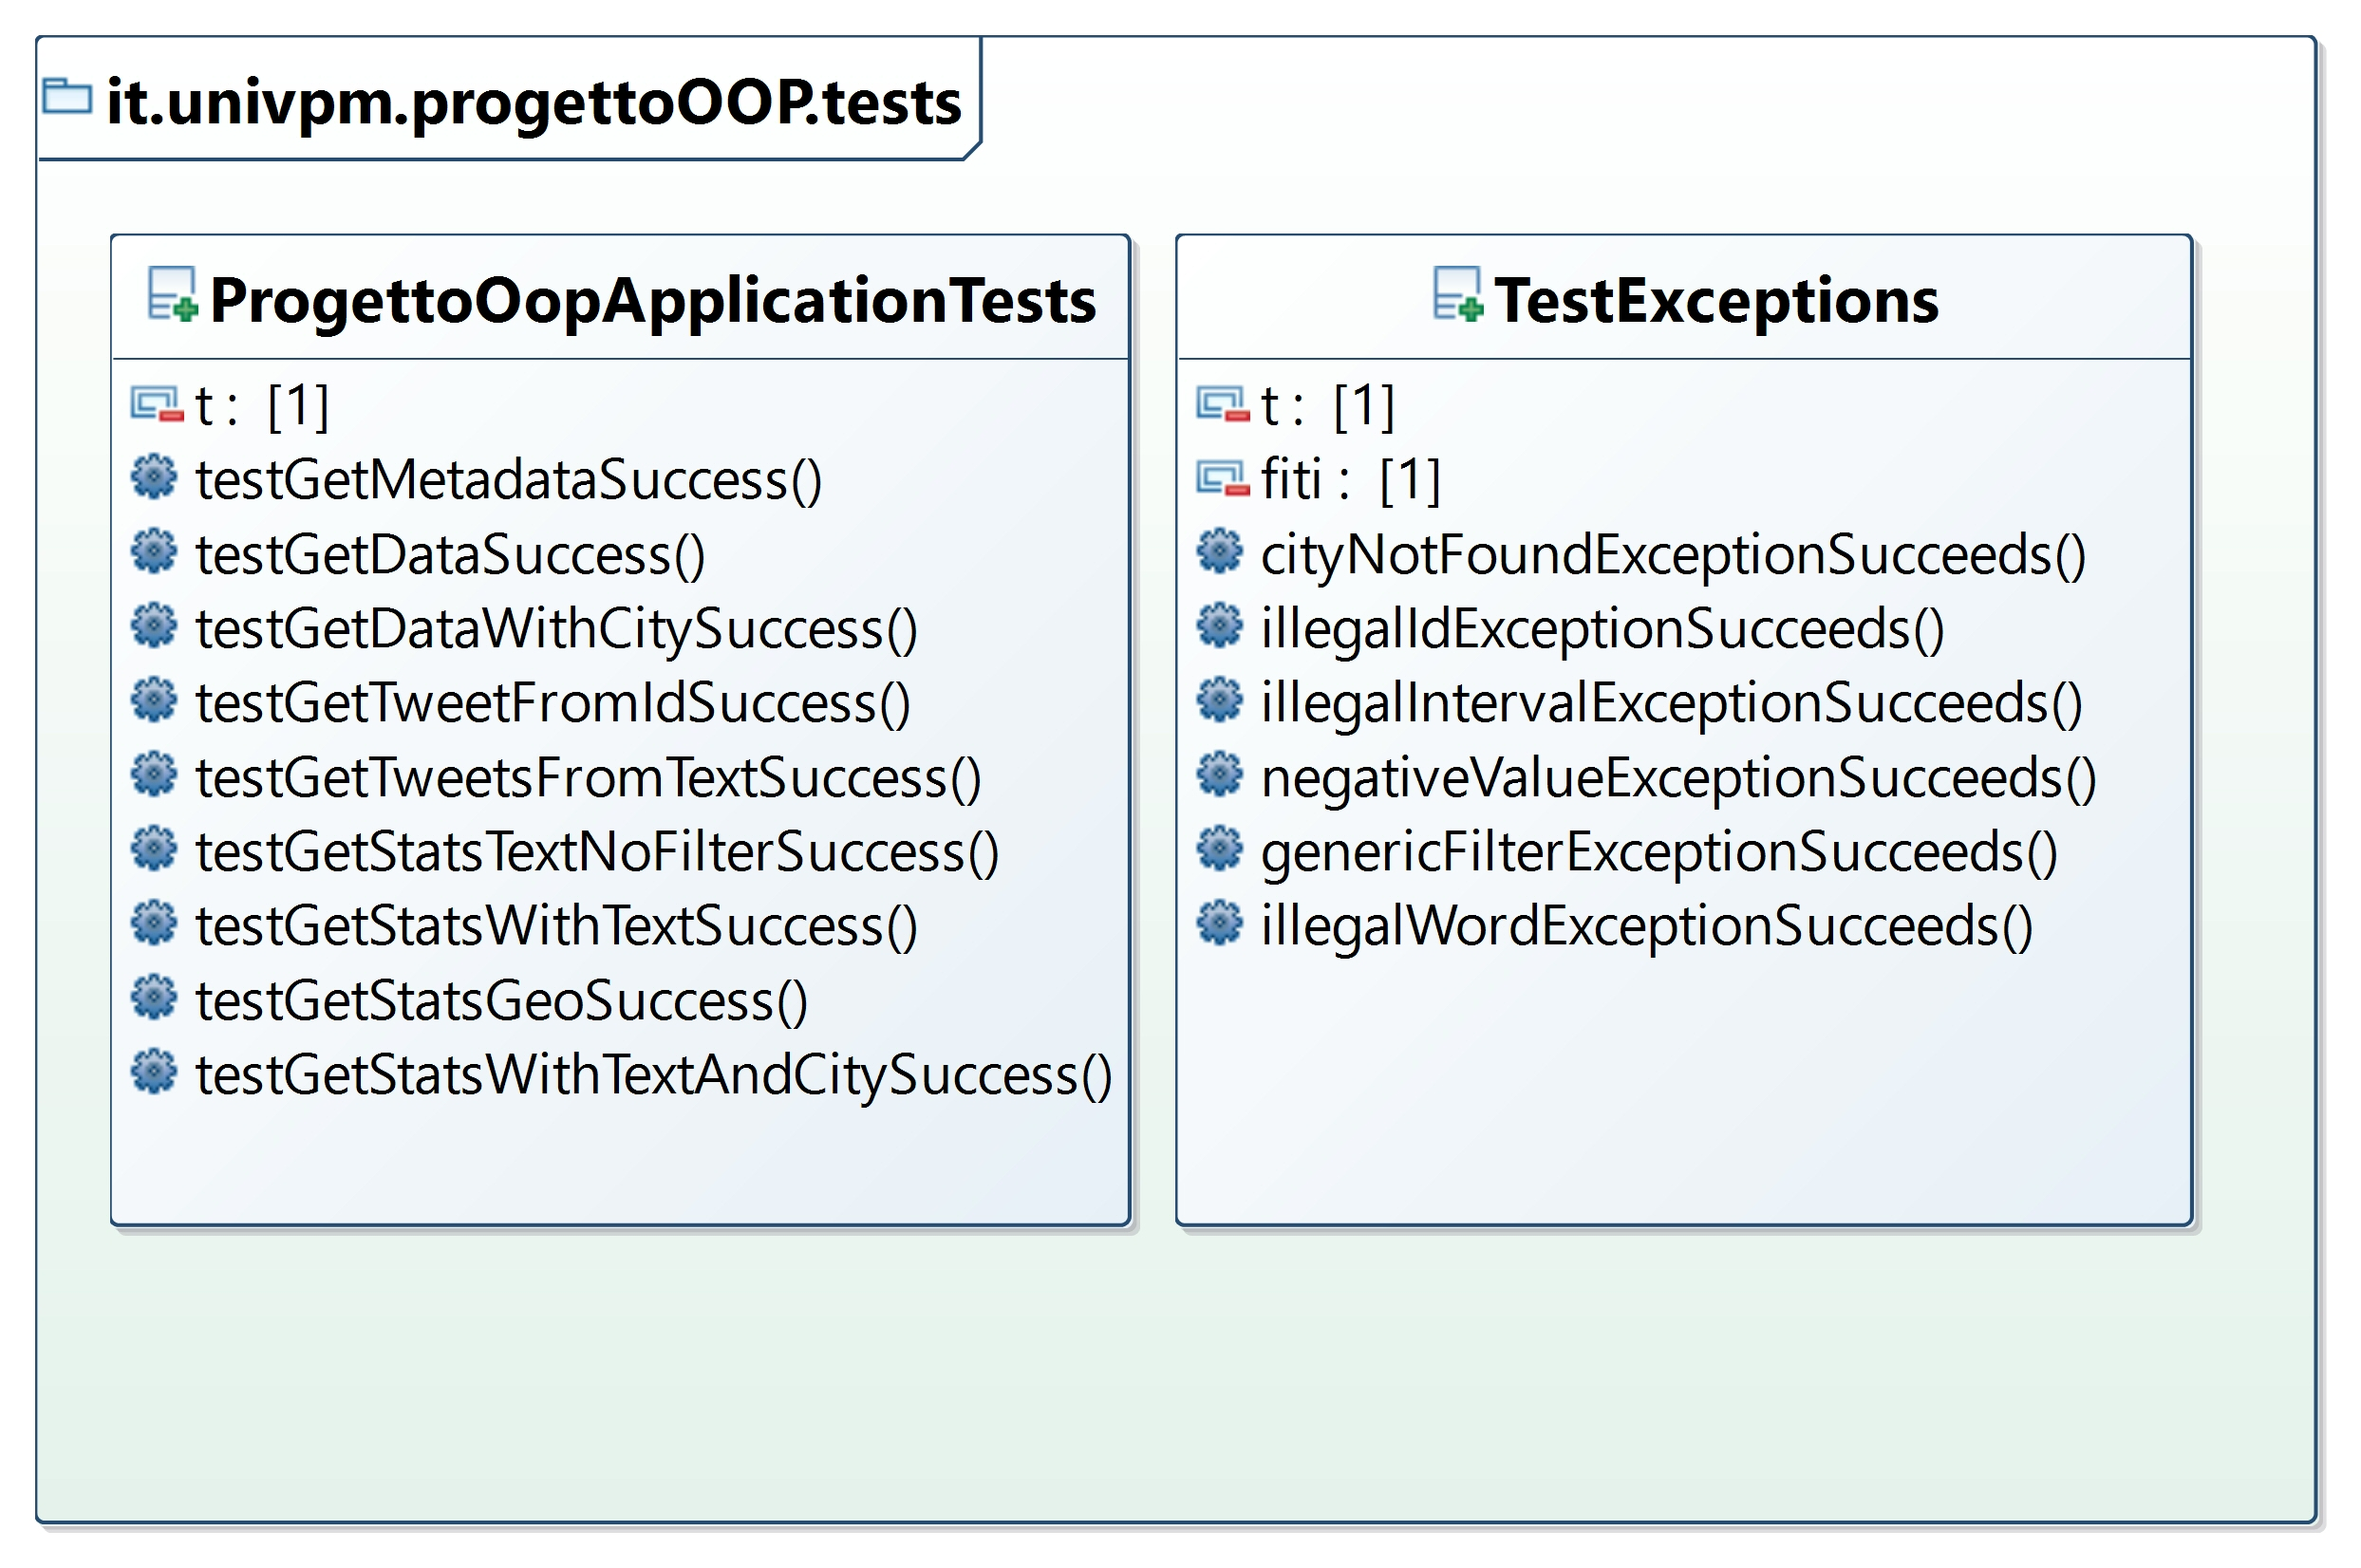 it.univpm.progettoOOP.tests
ProgettoOopApplicationTests
t : [1]
testGetMetadataSuccess()
testGetDataSuccess()
testGetDataWithCitySuccess()
testGetTweetFromIdSuccess()
testGetTweetsFromTextSuccess()
testGetStatsTextNoFilterSuccess()
testGetStatsWithTextSuccess()
testGetStatsGeoSuccess()
testGetStatsWithTextAndCitySuccess()
TestExceptions
t : [1]
fiti : [1]
cityNotFoundExceptionSucceeds()
illegalIdExceptionSucceeds()
illegalIntervalExceptionSucceeds()
negativeValueExceptionSucceeds()
genericFilterExceptionSucceeds()
illegalWordExceptionSucceeds()